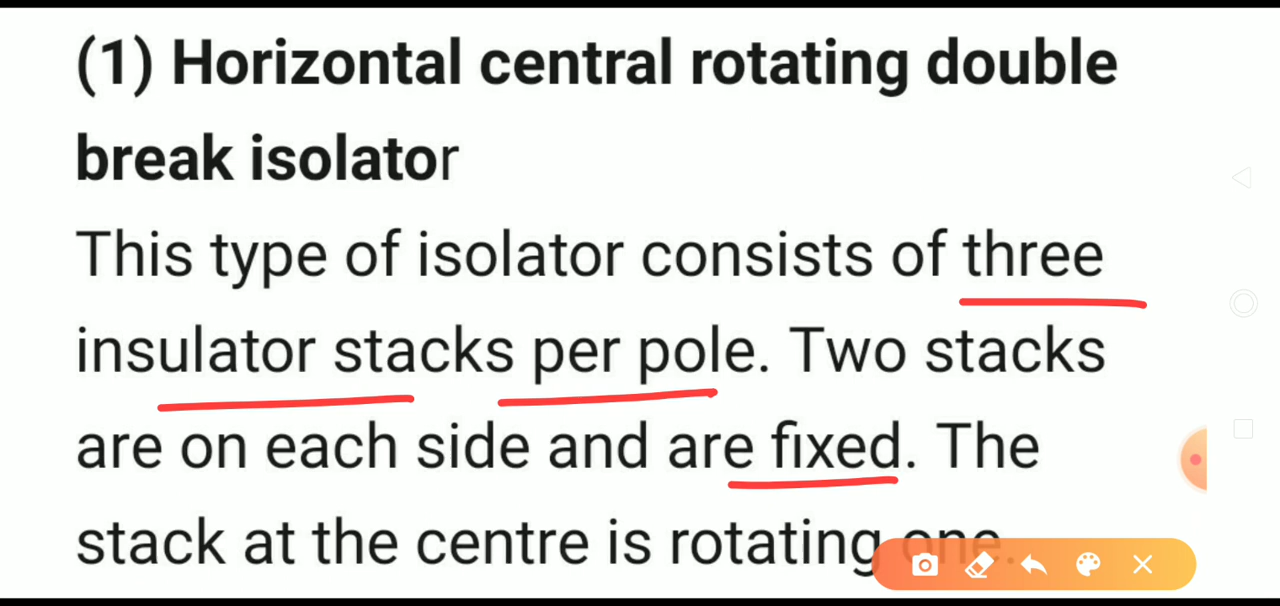 (1) Horizontal central rotating double
break isolator
This type of isolator consists of three
insulator stacks per pole. Two stacks
are on each side and are fixed. The
stack at the centre is rotating one.